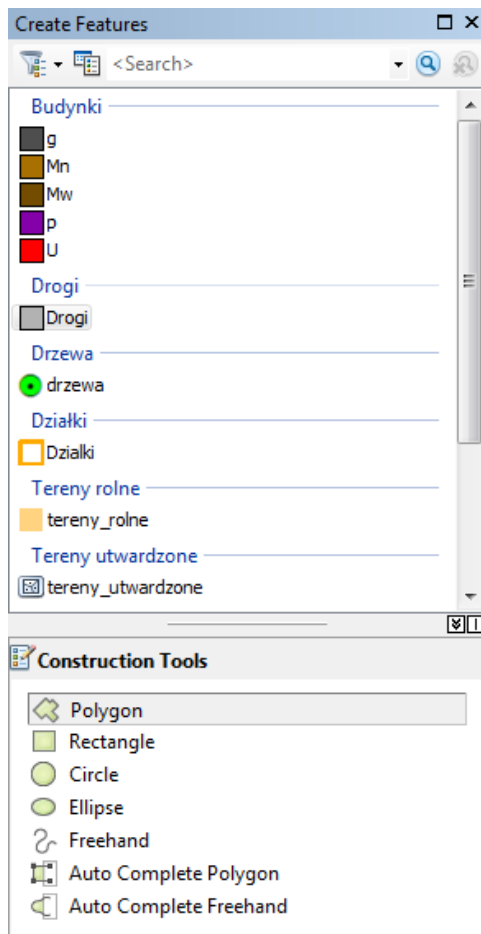 Create Features
<Search>
Budynki
g
Mn
Mw
p
U
Drogi
Drogi
Drzewa
drzewa
Działki
Dzialki
Tereny rolne
tereny_rolne
Tereny utwardzone
tereny_utwardzone
Construction Tools
Polygon
Rectangle
Circle
Ellipse
Freehand
Auto Complete Polygon
Auto Complete Freehand